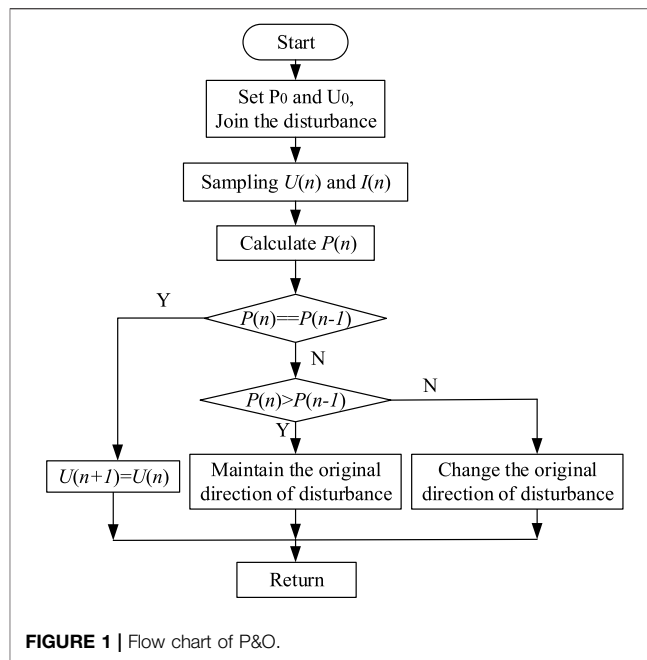 Start
Set P0 and U0,
Join the disturbance
Sampling U(n) and I(n)
Calculate P(n)
Y
P(n)==P(n-1)
N
P(n)>P(n-1)
N
Y
U(n+1)=U(n)
Maintain the original
direction of disturbance
Change the original
direction of disturbance
Return
FIGURE 1 | Flow chart of P&O.